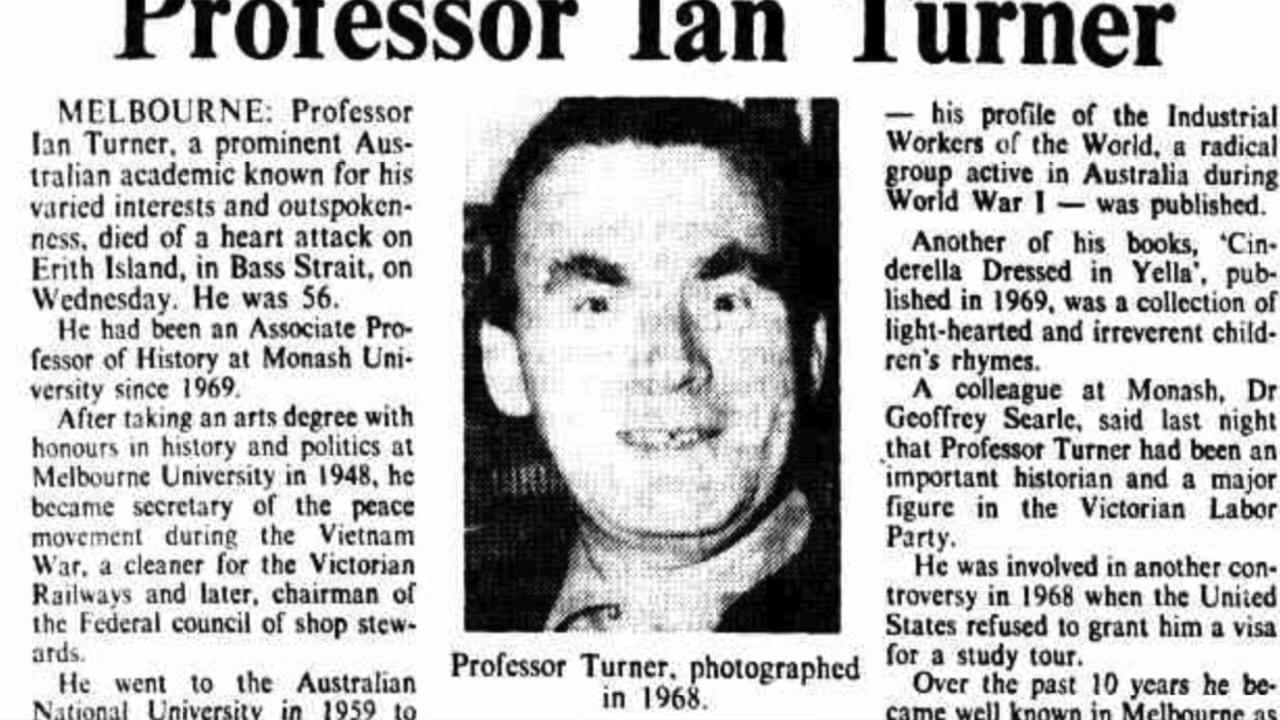 Professor Ian Turner
MELBOURNE: Professor
Ian Turner, a prominent Aus-
tralian academic known for his
varied interests and outspoken-
ness, died of a heart attack on
Erith Island, in Bass Strait, on
Wednesday. He was 56.
He had been an Associate Pro-
fessor of History at Monash Uni-
versity since 1969.
After taking an arts degree with
honours in history and politics at
Melbourne University in 1948, he
became secretary of the peace
movement during the Vietnam
War, a cleaner for the Victorian
Railways and later, chairman of
the Federal council of shop stew-
ards.
He went to the Australian
National University in 1959 to
Professor Turner, photographed
in 1968.
— his profile of the Industrial
Workers of the World, a radical
group active in Australia during
World War I — was published.
Another of his books, ‘Cin-
derella Dressed in Yella’, pub-
lished in 1969, was a collection of
light-hearted and irreverent child-
ren's rhymes.
A colleague at Monash, Dr
Geoffrey Searle, said last night
that Professor Turner had been an
important historian and a major
figure in the Victorian Labor
Party.
He was involved in another con-
troversy in 1968 when the United
States refused to grant him a visa
for a study tour.
Over the past 10 years he be-
came well known in Melbourne as